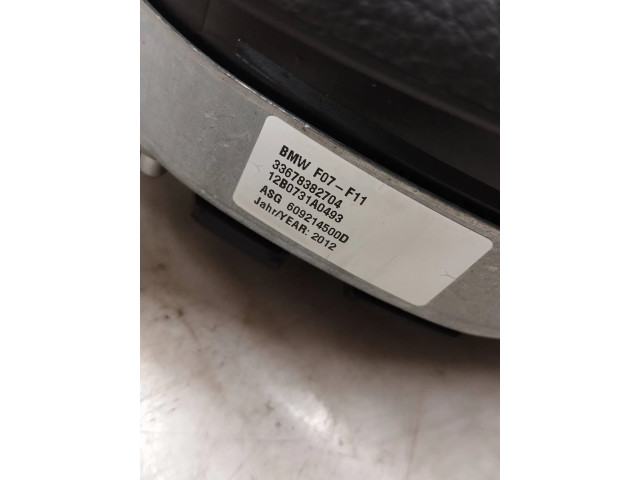 BMW F07-F11
33678382704
12B0731A0493
ASG 609214500D
Jahr/YEAR: 2012